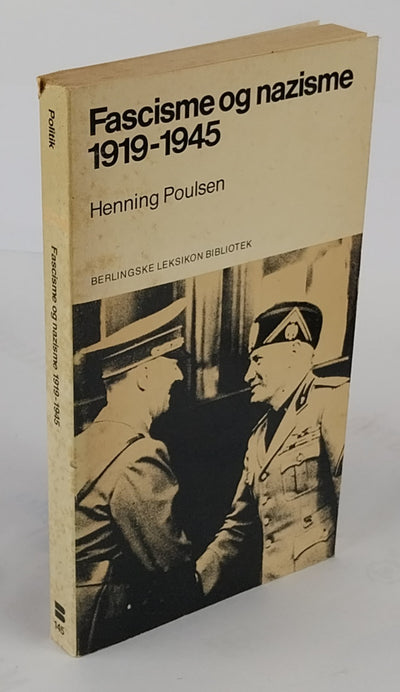 Fascisme og nazisme
1919-1945
Henning Poulsen
BERLINGSKE LEKSIKON BIBLIOTEK
Politik
Fascisme og nazisme 1919-1945
145